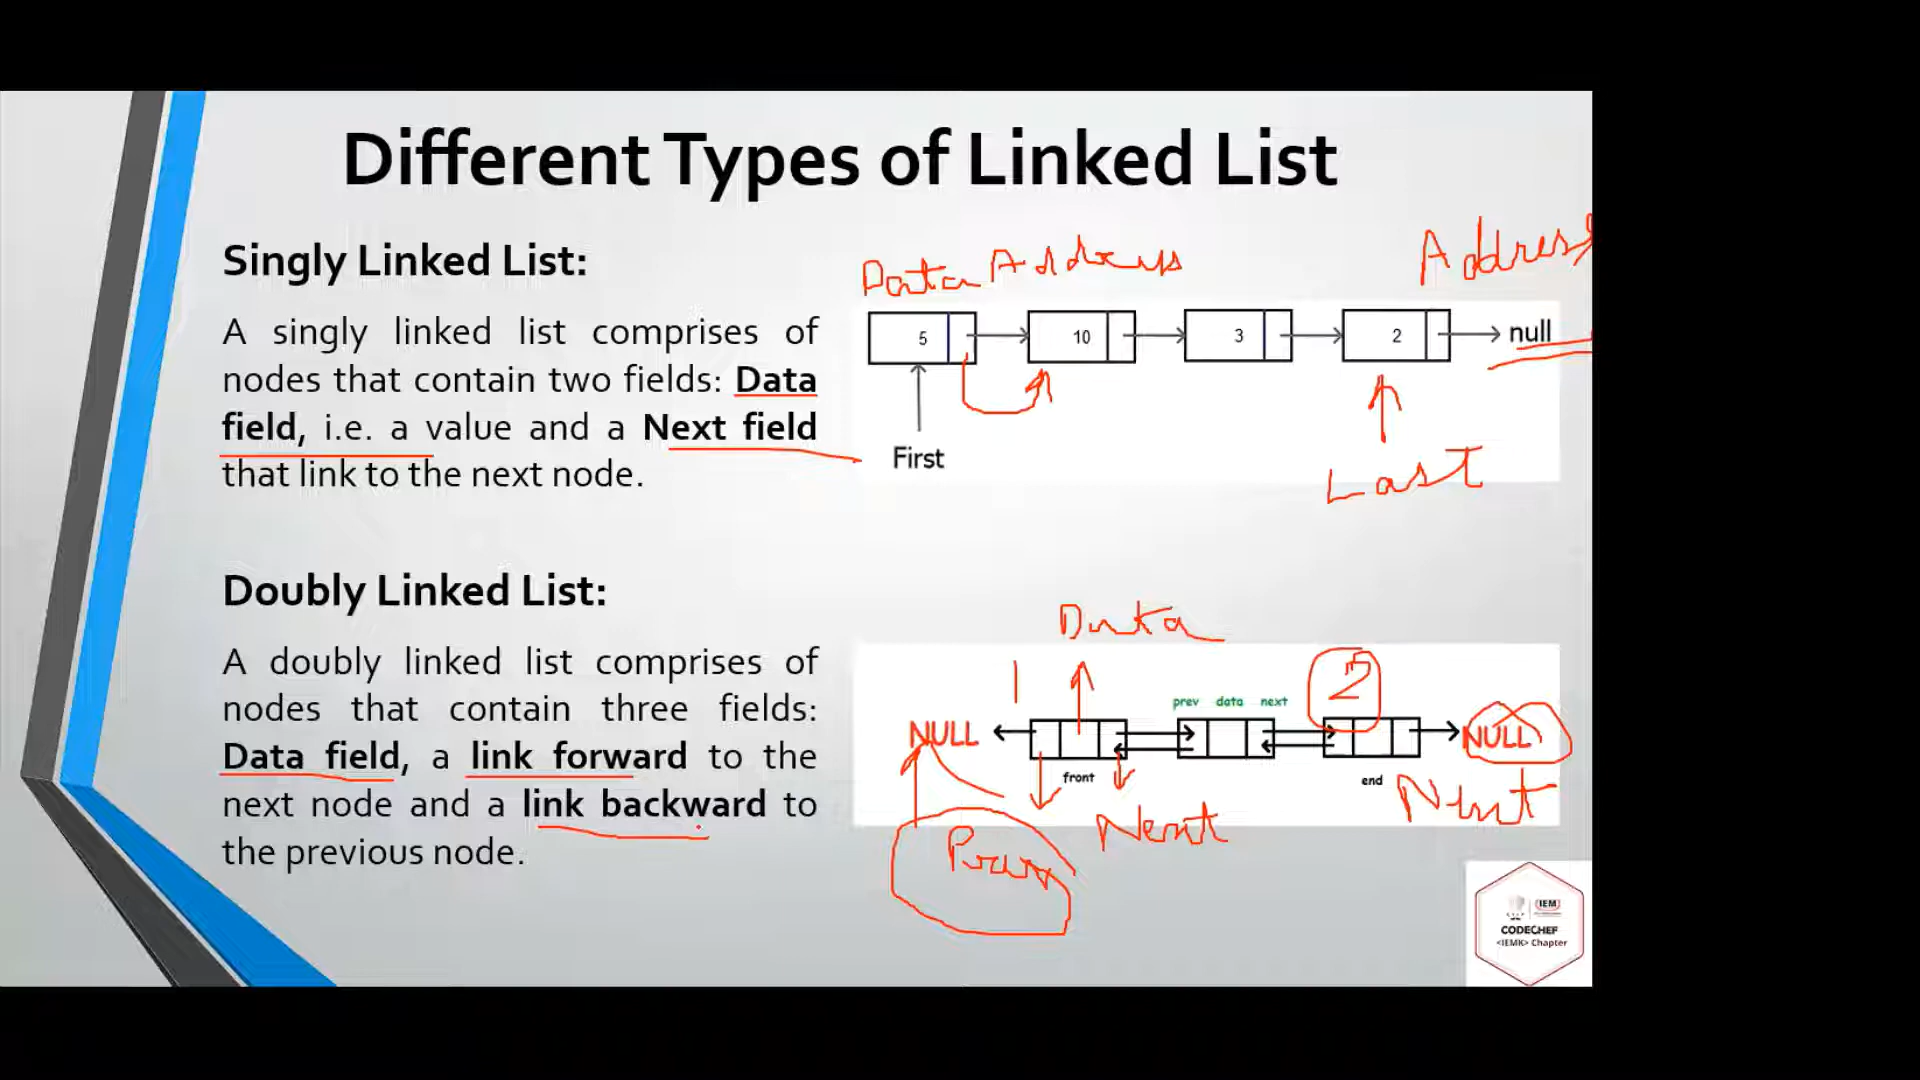 Different Types of Linked List
Singly Linked List:
A singly linked list comprises of
nodes that contain two fields: Data
field, i.e. a value and a Next field
that link to the next node.
Data Address
Address
5 10 3 2 null
First
Last
Doubly Linked List:
A doubly linked list comprises of
nodes that contain three fields:
Data field, a link forward to the
next node and a link backward to
the previous node.
Data
1 2
prev data next
NULL NULL
front end
Next
Next
IEM
CODECHEF
<IEMK> Chapter